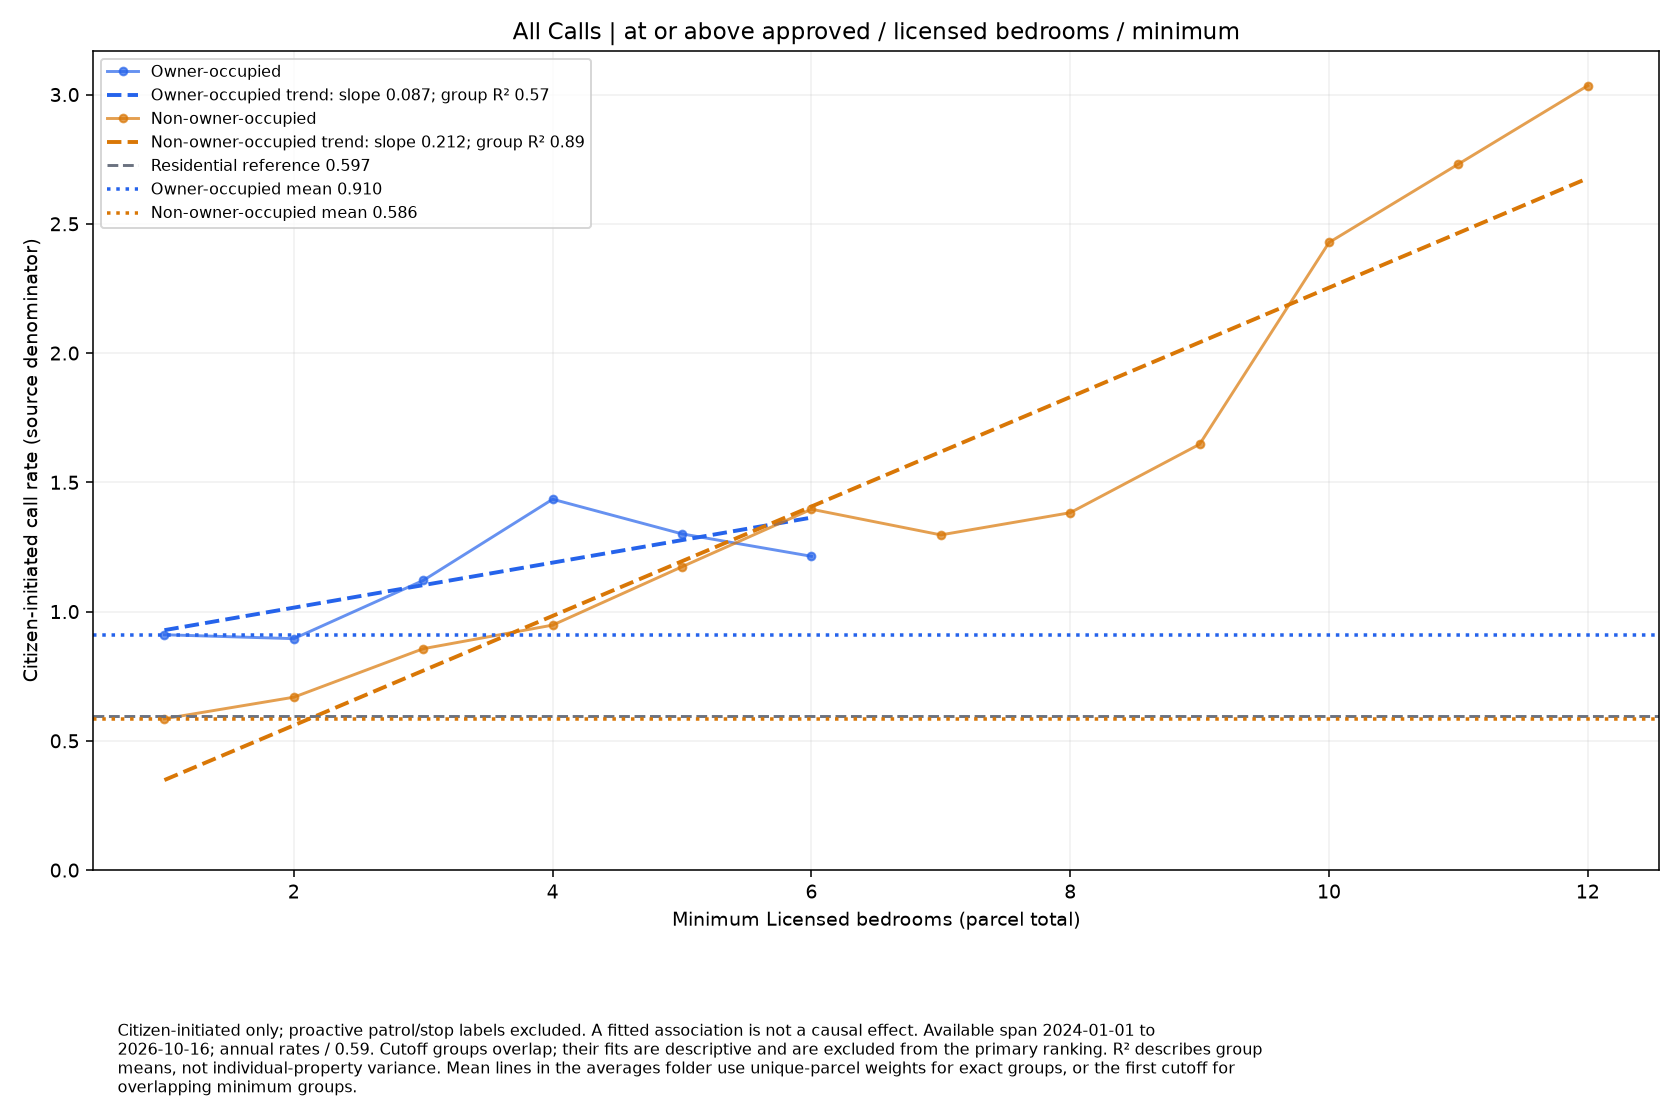 All Calls | at or above approved / licensed bedrooms / minimum
Owner-occupied
Owner-occupied trend: slope 0.087; group R² 0.57
Non-owner-occupied
Non-owner-occupied trend: slope 0.212; group R² 0.89
Residential reference 0.597
Owner-occupied mean 0.910
Non-owner-occupied mean 0.586
Citizen-initiated call rate (source denominator)
3.0
2.5
2.0
1.5
1.0
0.5
0.0
2 4 6 8 10 12
Minimum Licensed bedrooms (parcel total)
Citizen-initiated only; proactive patrol/stop labels excluded. A fitted association is not a causal effect. Available span 2024-01-01 to
2026-10-16; annual rates / 0.59. Cutoff groups overlap; their fits are descriptive and are excluded from the primary ranking. R² describes group
means, not individual-property variance. Mean lines in the averages folder use unique-parcel weights for exact groups, or the first cutoff for
overlapping minimum groups.